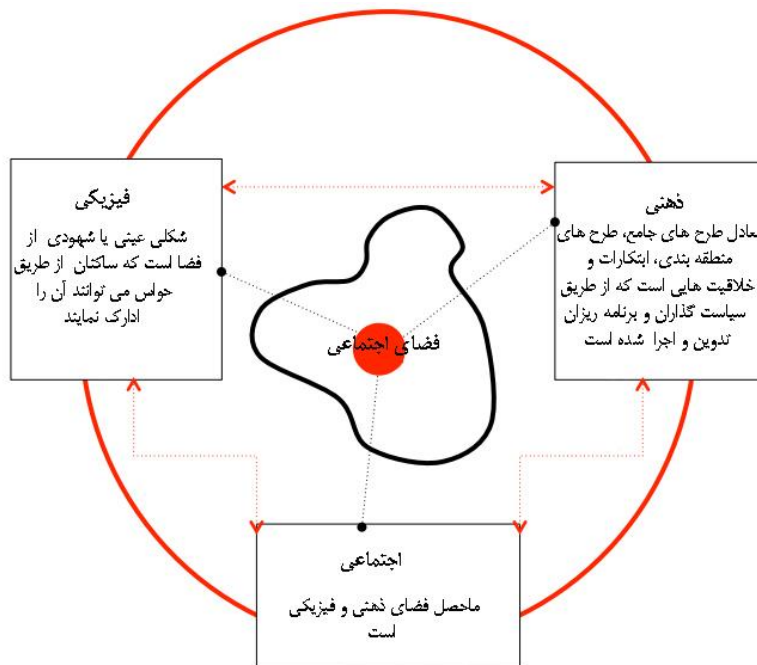 فیزیکی
شکلی عینی یا شهودی از
فضا است که ساکنان از طریق
حواس می توانند آن را
ادارک نمایند
ذهنی
معادل طرح های جامع، طرح های
منطقه بندی، ابتکارات و
خلاقیت هایی است که از طریق
سیاست گذاران و برنامه ریزان
تدوین و اجرا شده است
فضای اجتماعی
اجتماعی
ماحصل فضای ذهنی و فیزیکی
است